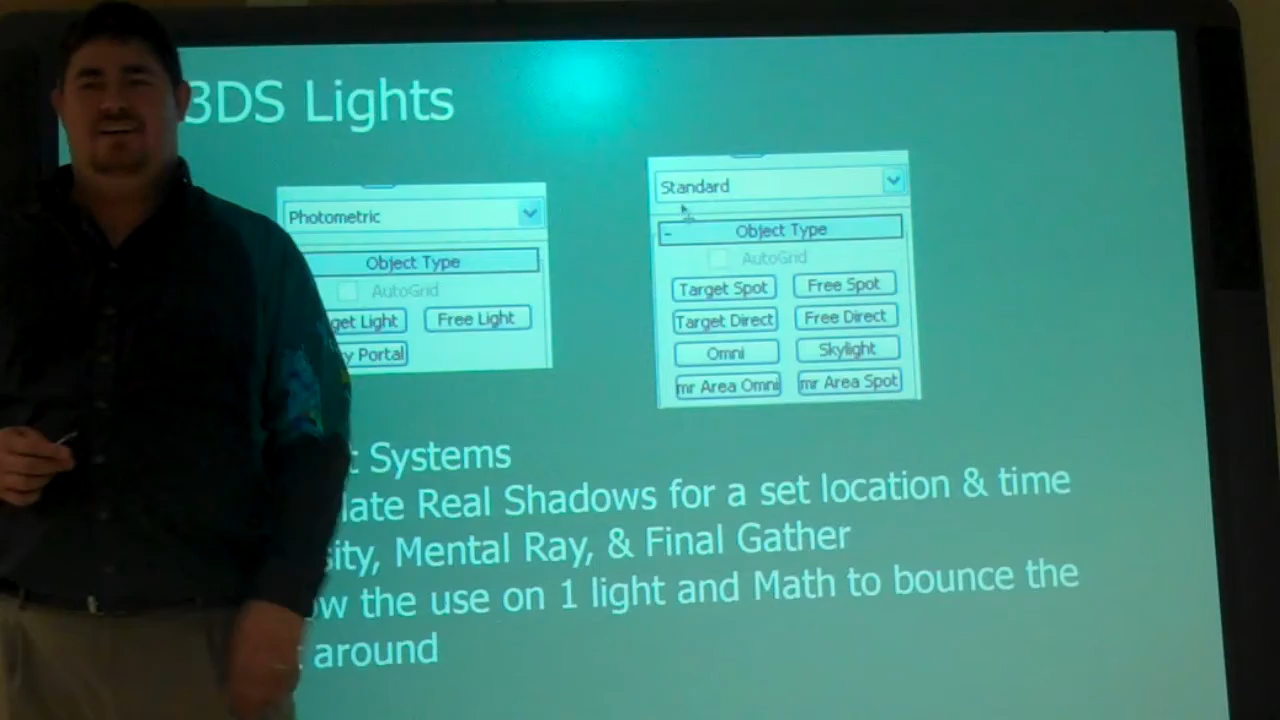 3DS Lights
Photometric
Object Type
AutoGrid
get Light Free Light
y Portal
Standard
- Object Type
AutoGrid
Target Spot Free Spot
Target Direct Free Direct
Omni Skylight
mr Area Omni mr Area Spot
t Systems
late Real Shadows for a set location & time
sity, Mental Ray, & Final Gather
ow the use on 1 light and Math to bounce the
t around